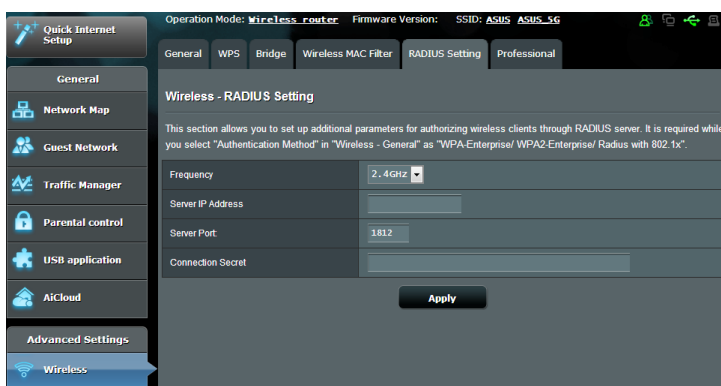 Quick Internet
Setup
Operation Mode: Wireless router Firmware Version: SSID: ASUS ASUS_5G
General WPS Bridge Wireless MAC Filter RADIUS Setting Professional
General
Network Map
Guest Network
Traffic Manager
Parental control
USB application
AiCloud
Advanced Settings
Wireless
Wireless - RADIUS Setting
This section allows you to set up additional parameters for authorizing wireless clients through RADIUS server. It is required while
you select "Authentication Method" in "Wireless - General" as "WPA-Enterprise/ WPA2-Enterprise/ Radius with 802.1x".
Frequency 2.4GHz
Server IP Address
Server Port: 1812
Connection Secret
Apply